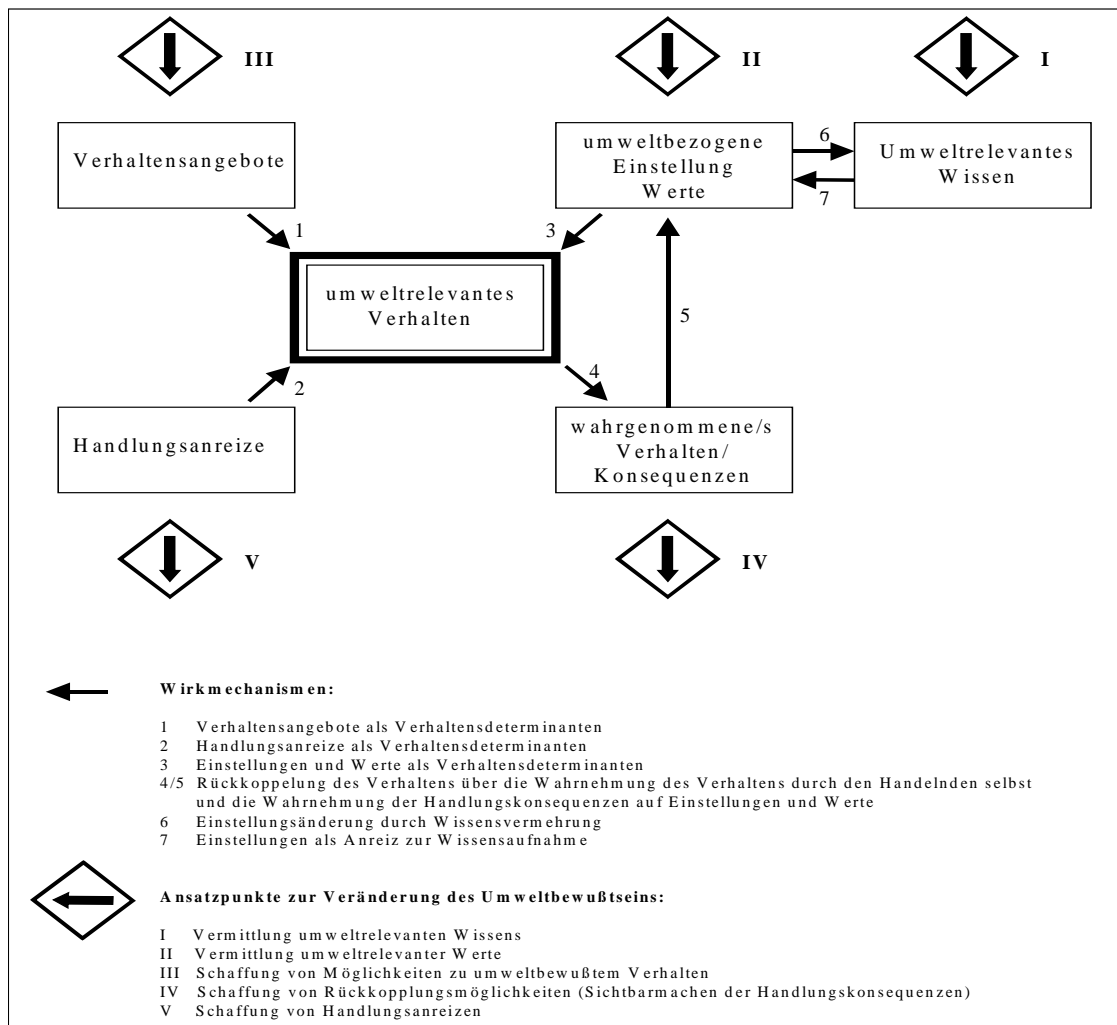 III
II
I
Verhaltensangebote
umweltbezogene
Einstellung
Werte
6
7
Umweltrelevantes
Wissen
1
3
umweltrelevantes
Verhalten
5
2
4
Handlungsanreize
wahrgenommene/s
Verhalten/
Konsequenzen
V
IV
Wirkmechanismen:
1 Verhaltensangebote als Verhaltensdeterminanten
2 Handlungsanreize als Verhaltensdeterminanten
3 Einstellungen und Werte als Verhaltensdeterminanten
4/5 Rückkoppelung des Verhaltens über die Wahrnehmung des Verhaltens durch den Handelnden selbst
und die Wahrnehmung der Handlungskonsequenzen auf Einstellungen und Werte
6 Einstellungsänderung durch Wissensvermehrung
7 Einstellungen als Anreiz zur Wissensaufnahme
Ansatzpunkte zur Veränderung des Umweltbewußtseins:
I Vermittlung umweltrelevanten Wissens
II Vermittlung umweltrelevanter Werte
III Schaffung von Möglichkeiten zu umweltbewußtem Verhalten
IV Schaffung von Rückkopplungsmöglichkeiten (Sichtbarmachen der Handlungskonsequenzen)
V Schaffung von Handlungsanreizen